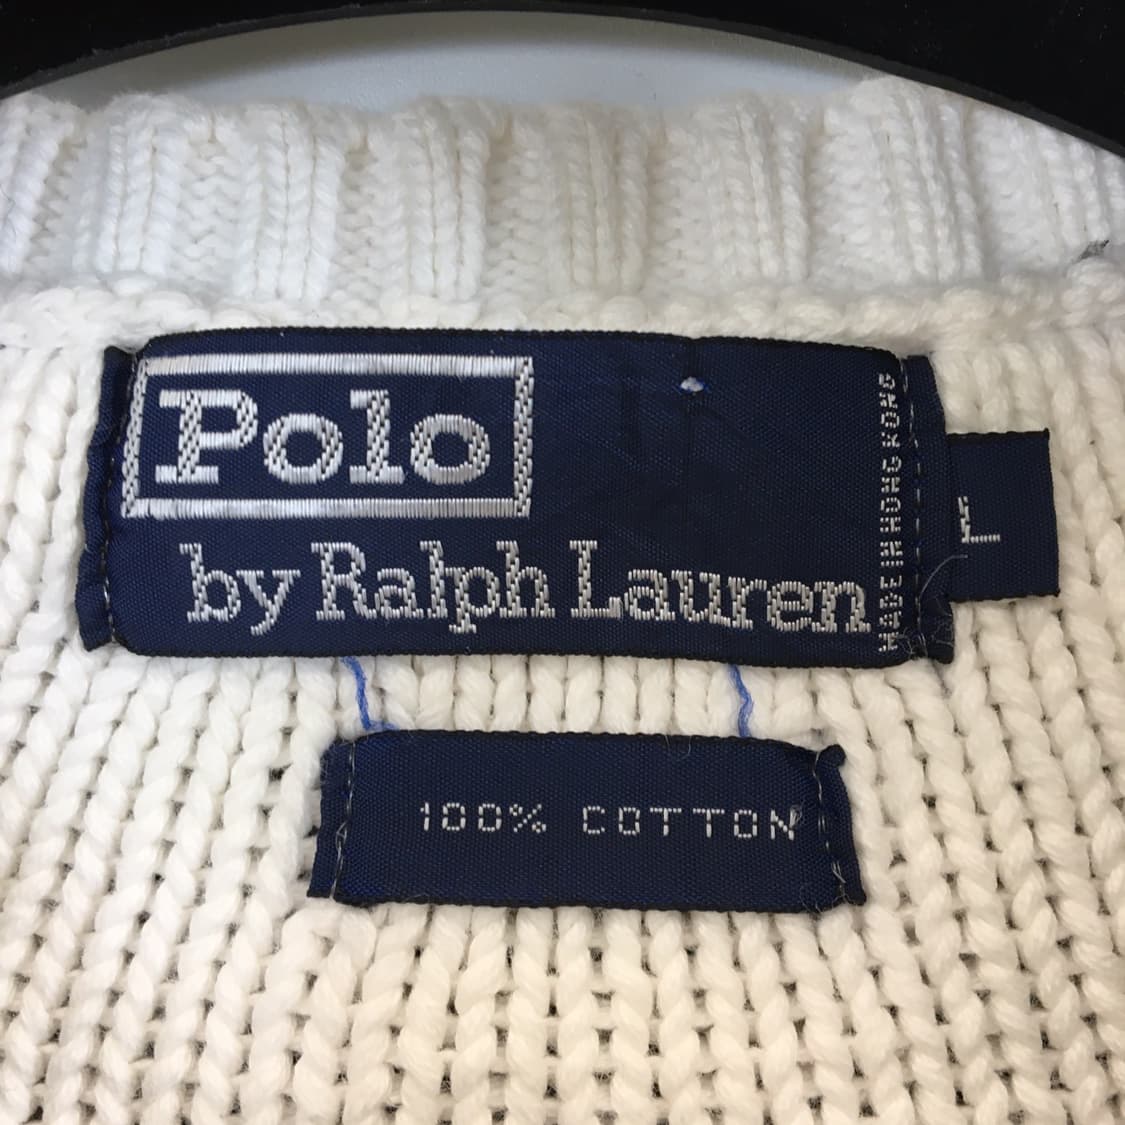 Polo
by Ralph Lauren
MADE IN HONG KONG
L
100% COTTON